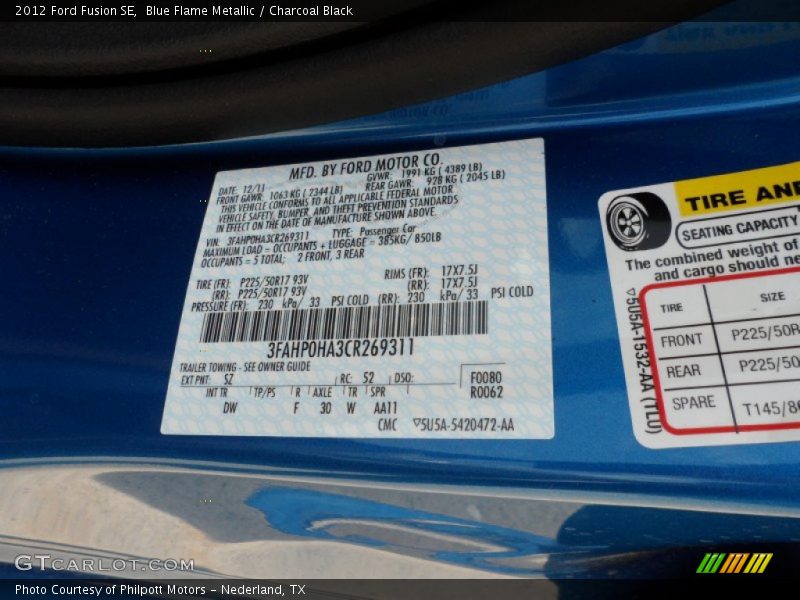 2012 Ford Fusion SE,  Blue Flame Metallic / Charcoal Black
MFD. BY FORD MOTOR CO.
DATE: 12/11 GVWR: 1991 KG ( 4389 LB)
FRONT GAWR: 1063 KG ( 2344 LB) REAR GAWR: 928 KG ( 2045 LB)
THIS VEHICLE CONFORMS TO ALL APPLICABLE FEDERAL MOTOR
VEHICLE SAFETY, BUMPER, AND THEFT PREVENTION STANDARDS
IN EFFECT ON THE DATE OF MANUFACTURE SHOWN ABOVE.
VIN: 3FAHP0HA3CR269311 TYPE: Passenger Car
MAXIMUM LOAD = OCCUPANTS + LUGGAGE = 385KG/ 850LB
OCCUPANTS = 5 TOTAL; 2 FRONT, 3 REAR
TIRE (FR): P225/50R17 93V RIMS (FR): 17X7.5J
(RR): P225/50R17 93V (RR): 17X7.5J
PRESSURE (FR): 230 kPa/ 33 PSI COLD (RR): 230 kPa/ 33 PSI COLD
3FAHP0HA3CR269311
TRAILER TOWING - SEE OWNER GUIDE
EXT PNT: SZ RC: 52 DSO: F0080
INT TR TP/PS R AXLE TR SPR R0062
DW F 30 W AA11
CMC ▽5U5A-5420472-AA
TIRE AND
SEATING CAPACITY
The combined weight of
and cargo should ne
▽5U5A-1532-AA (TL0)
TIRE SIZE
FRONT P225/50R
REAR P225/50
SPARE T145/80
GTCARLOT.COM
Photo Courtesy of Philpott Motors – Nederland, TX